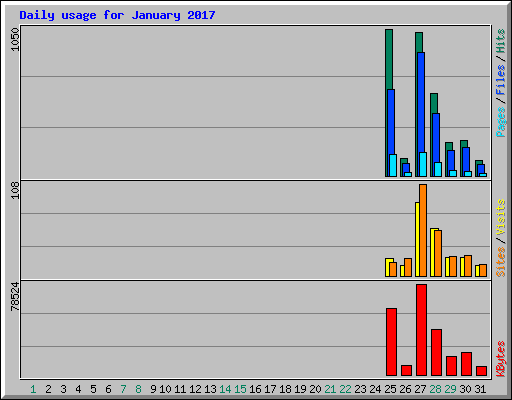 Daily usage for January 2017
1050
Pages / Files / Hits
108
Sites / Visits
78524
KBytes
1 2 3 4 5 6 7 8 9 10 11 12 13 14 15 16 17 18 19 20 21 22 23 24 25 26 27 28 29 30 31